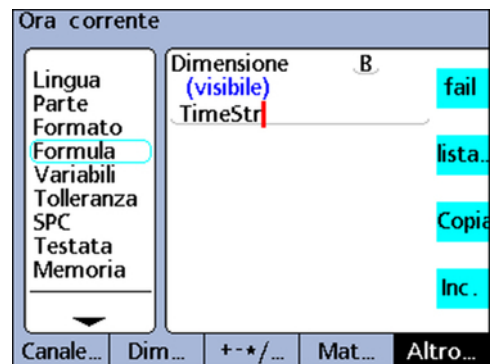 Ora corrente
Lingua
Parte
Formato
Formula
Variabili
Tolleranza
SPC
Testata
Memoria
Dimensione B
(visibile)
TimeStr
fail
lista..
Copia
Inc.
Canale... Dim... +-*/... Mat... Altro...